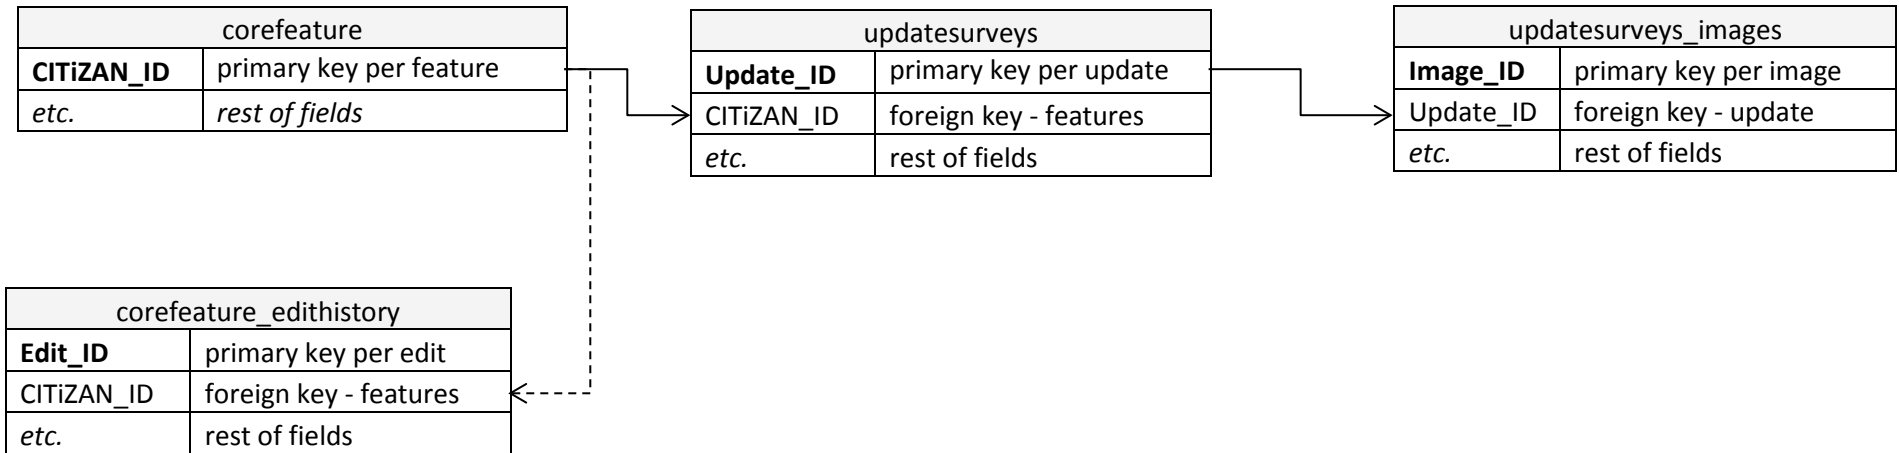 corefeature
CITiZAN_ID primary key per feature
etc. rest of fields
updatesurveys
Update_ID primary key per update
CITiZAN_ID foreign key - features
etc. rest of fields
updatesurveys_images
Image_ID primary key per image
Update_ID foreign key - update
etc. rest of fields
corefeature_edithistory
Edit_ID primary key per edit
CITiZAN_ID foreign key - features
etc. rest of fields